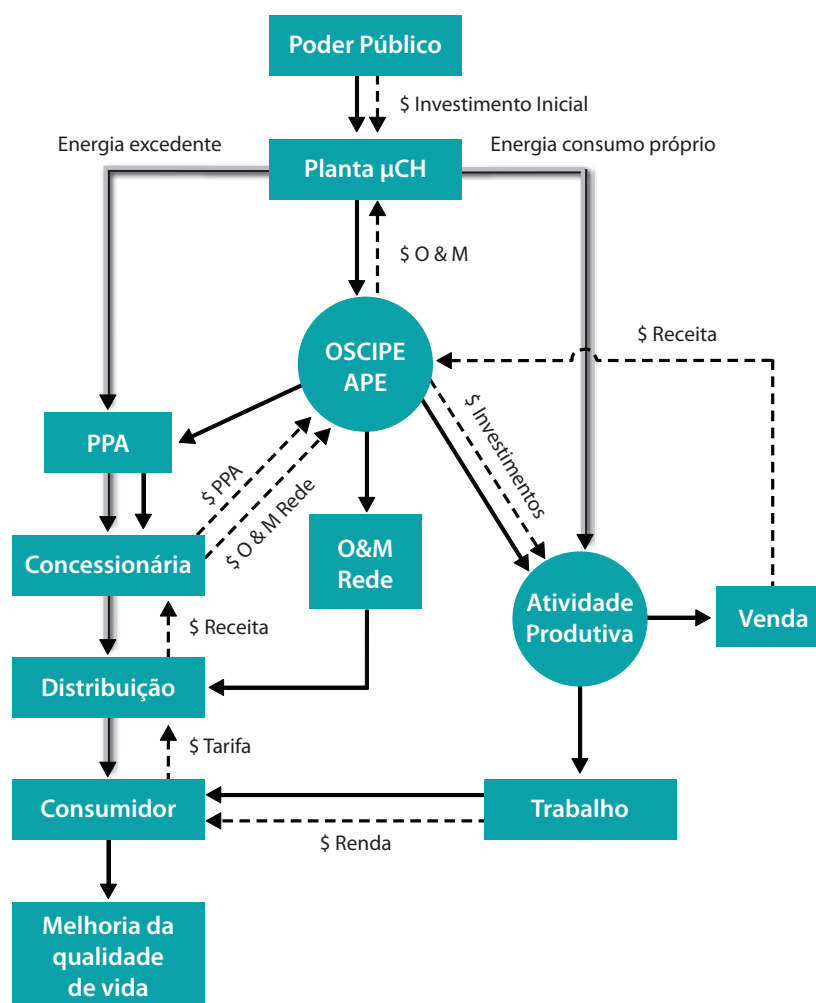 Poder Público
$ Investimento Inicial
Energia excedente
Energia consumo próprio
Planta µCH
$ O & M
$ Receita
OSCIPE
APE
$ Investimentos
PPA
$ PPA
$ O & M Rede
O&M
Rede
Concessionária
Atividade
Produtiva
Venda
$ Receita
Distribuição
$ Tarifa
Consumidor
Trabalho
$ Renda
Melhoria da
qualidade
de vida